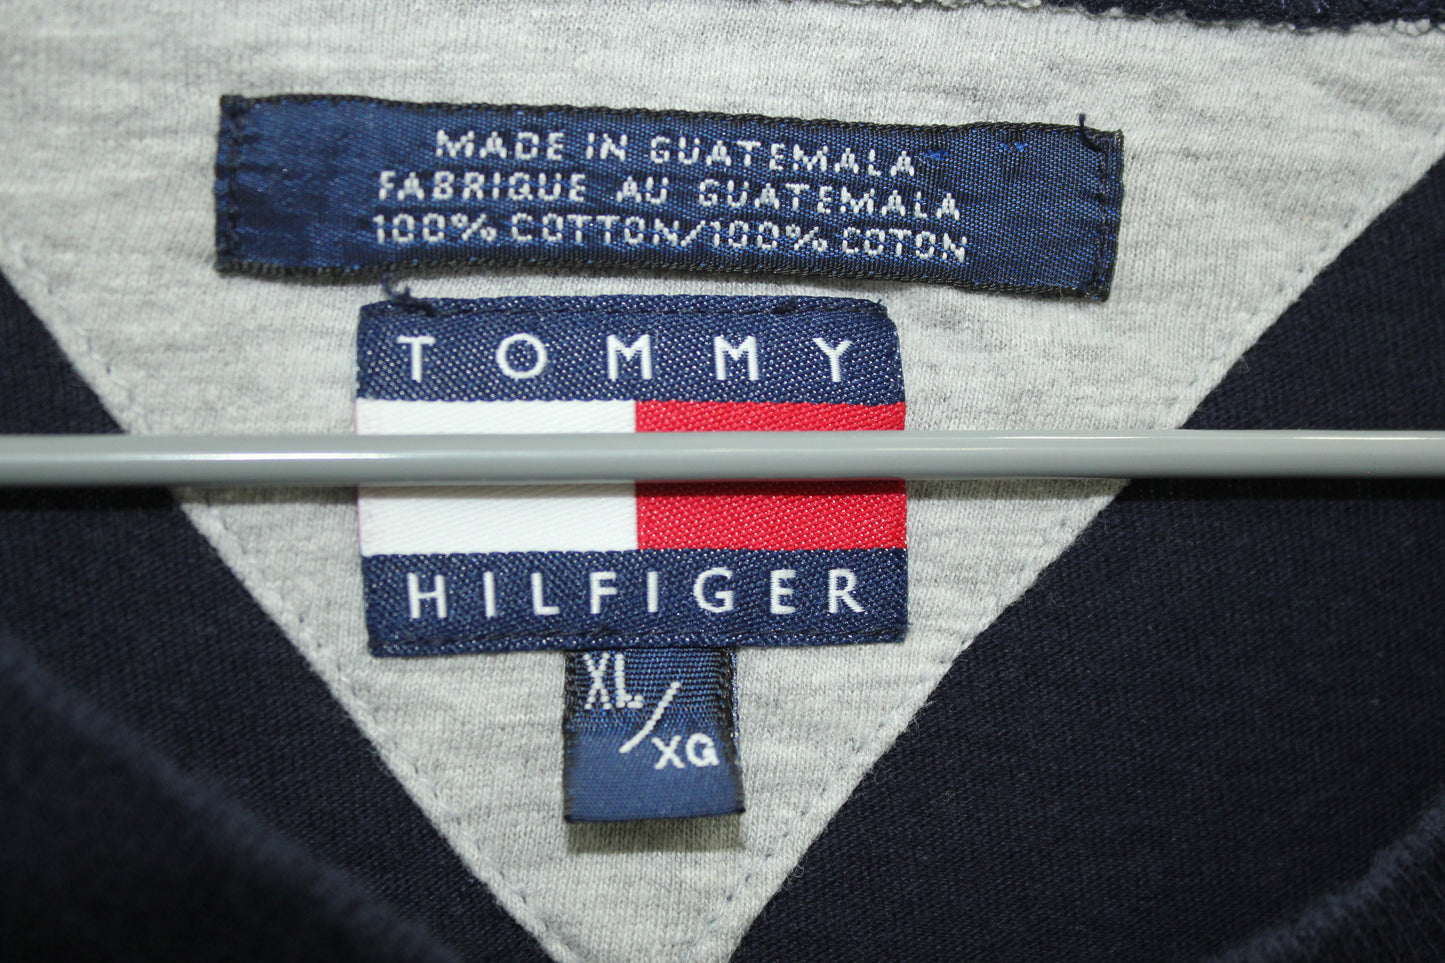 MADE IN GUATEMALA
FABRIQUE AU GUATEMALA
100% COTTON/100% COTON
TOMMY
HILFIGER
XL/
XG